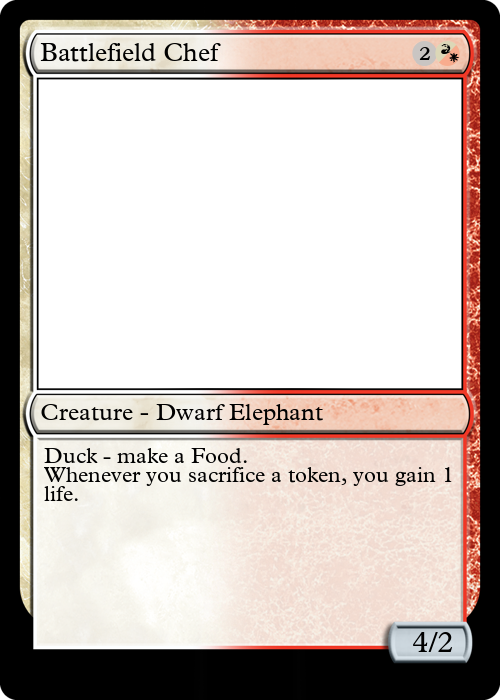 Battlefield Chef 2
Creature - Dwarf Elephant
Duck - make a Food.
Whenever you sacrifice a token, you gain 1
life.
4/2